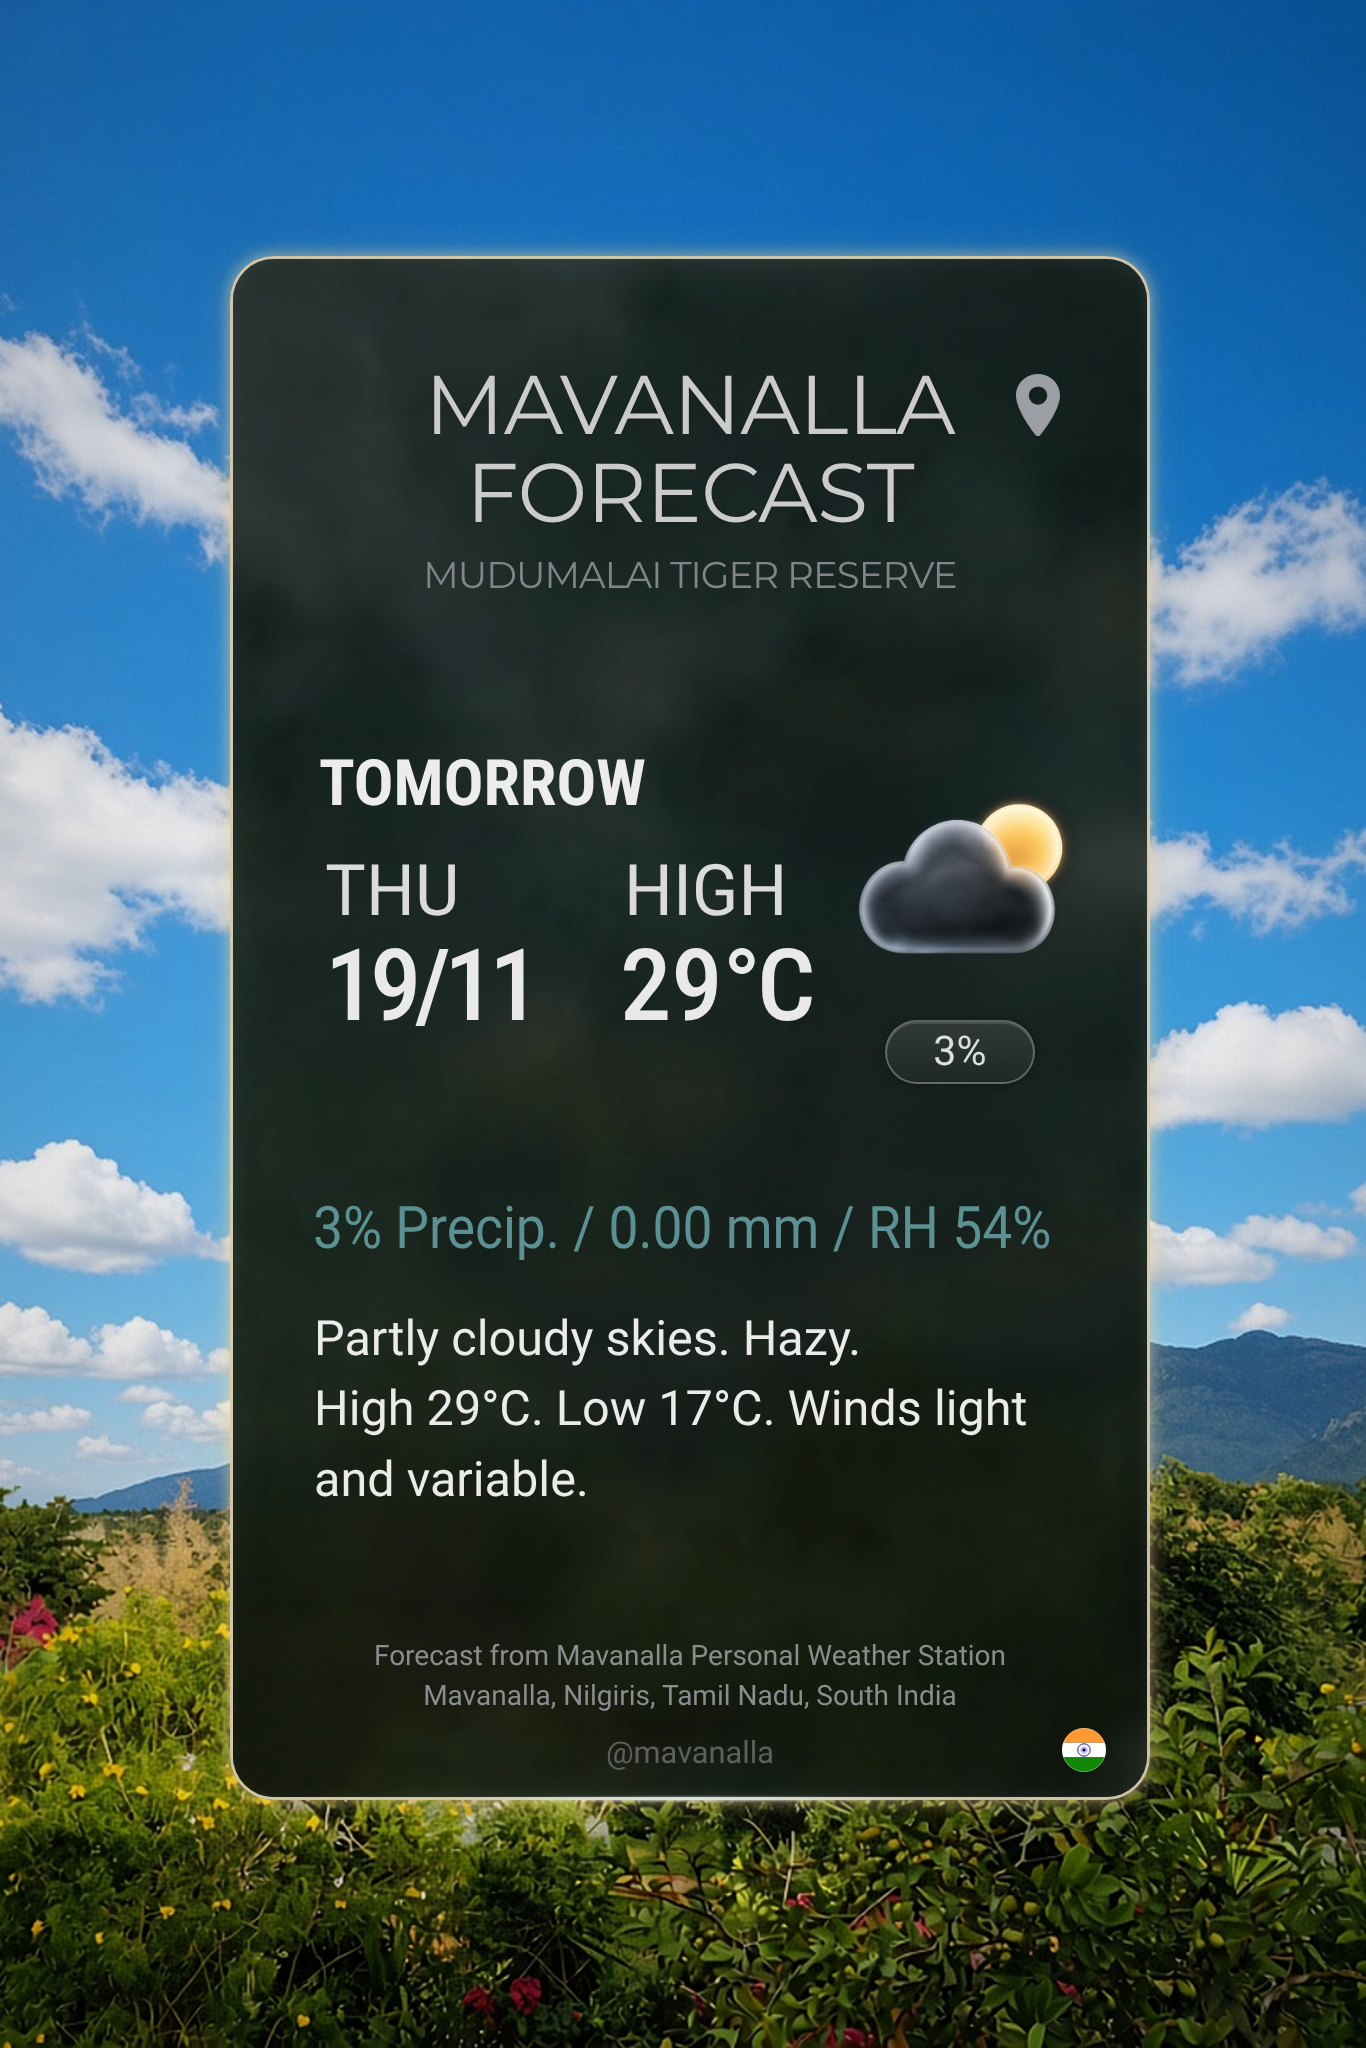 MAVANALLA
FORECAST
MUDUMALAI TIGER RESERVE
TOMORROW
THU
19/11
HIGH
29°C
3%
3% Precip. / 0.00 mm / RH 54%
Partly cloudy skies. Hazy.
High 29°C. Low 17°C. Winds light
and variable.
Forecast from Mavanalla Personal Weather Station
Mavanalla, Nilgiris, Tamil Nadu, South India
@mavanalla